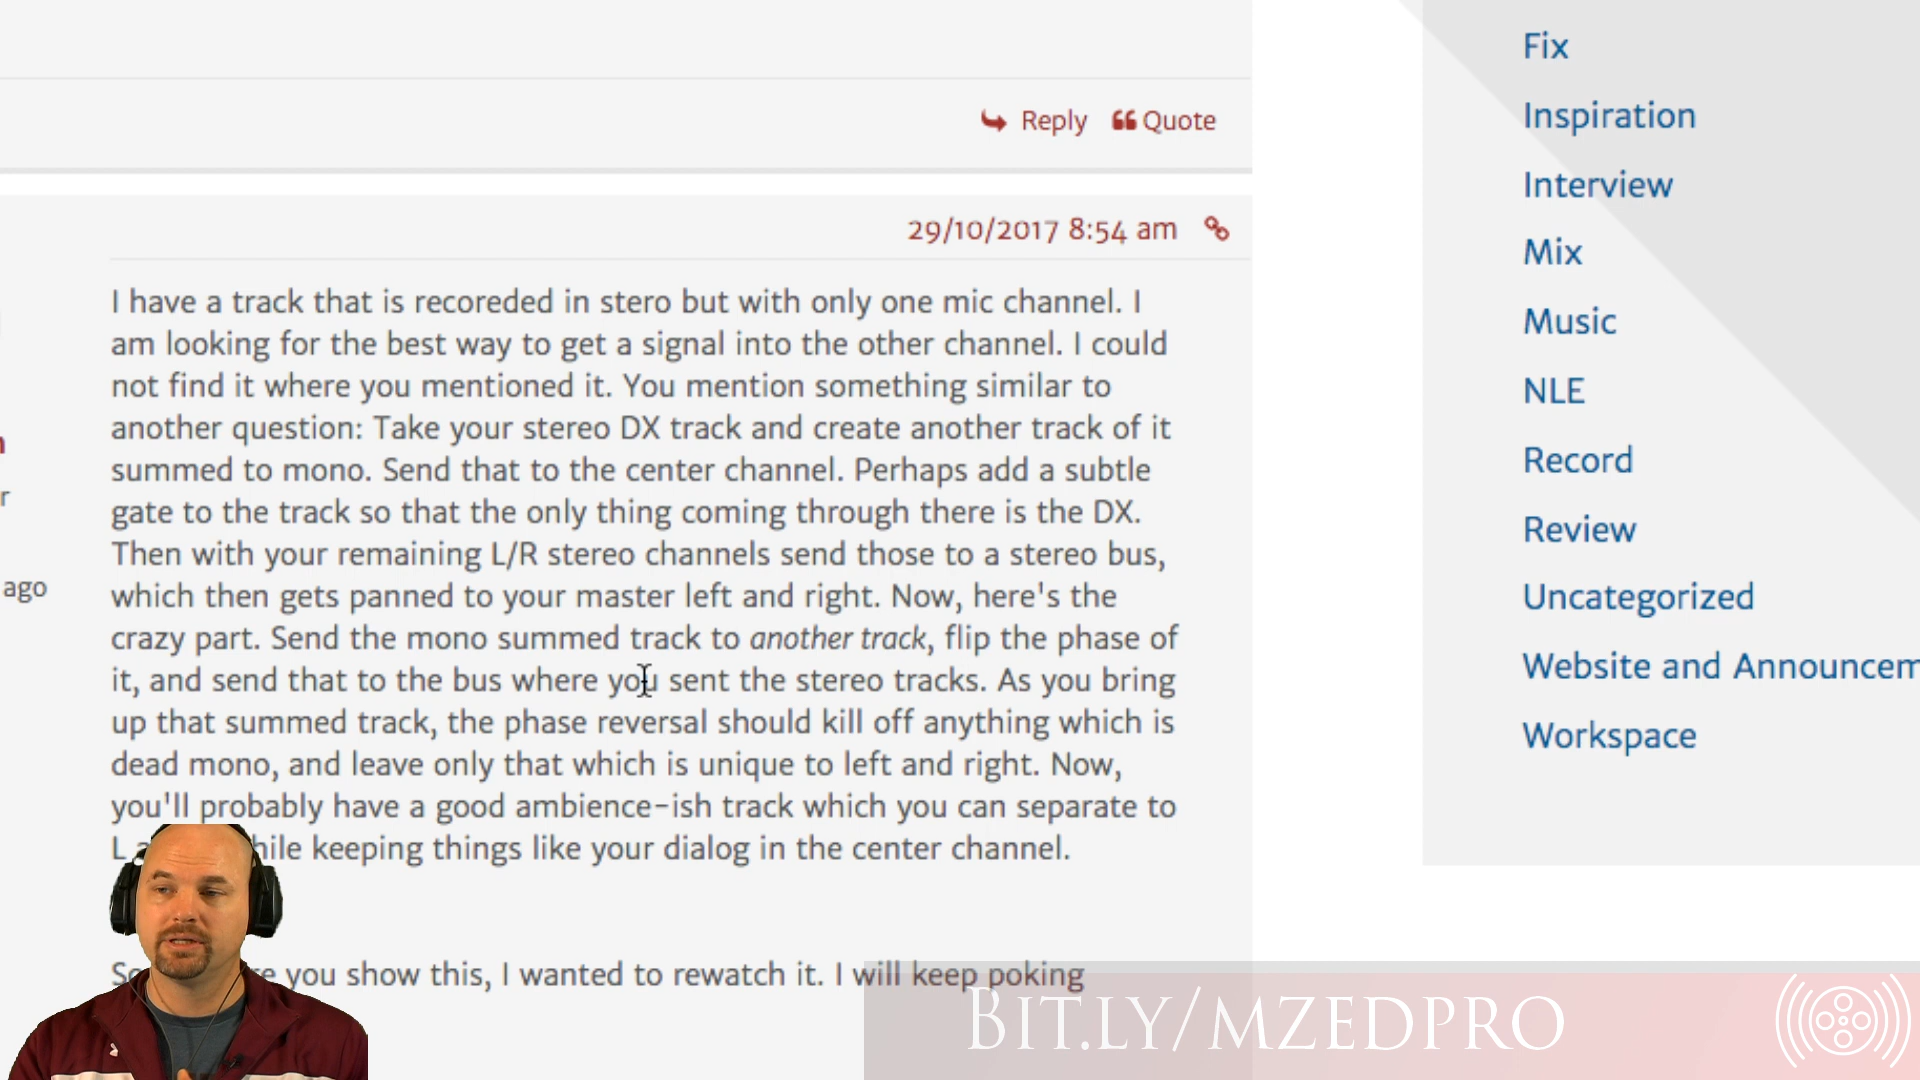 Reply Quote
29/10/2017 8:54 am
I have a track that is recoreded in stero but with only one mic channel. I
am looking for the best way to get a signal into the other channel. I could
not find it where you mentioned it. You mention something similar to
another question: Take your stereo DX track and create another track of it
summed to mono. Send that to the center channel. Perhaps add a subtle
gate to the track so that the only thing coming through there is the DX.
Then with your remaining L/R stereo channels send those to a stereo bus,
which then gets panned to your master left and right. Now, here's the
crazy part. Send the mono summed track to another track, flip the phase of
it, and send that to the bus where you sent the stereo tracks. As you bring
up that summed track, the phase reversal should kill off anything which is
dead mono, and leave only that which is unique to left and right. Now,
you'll probably have a good ambience-ish track which you can separate to
L hile keeping things like your dialog in the center channel.
you show this, I wanted to rewatch it. I will keep poking
ago
Fix
Inspiration
Interview
Mix
Music
NLE
Record
Review
Uncategorized
Website and Announcem
Workspace
BIT.LY/MZEDPRO